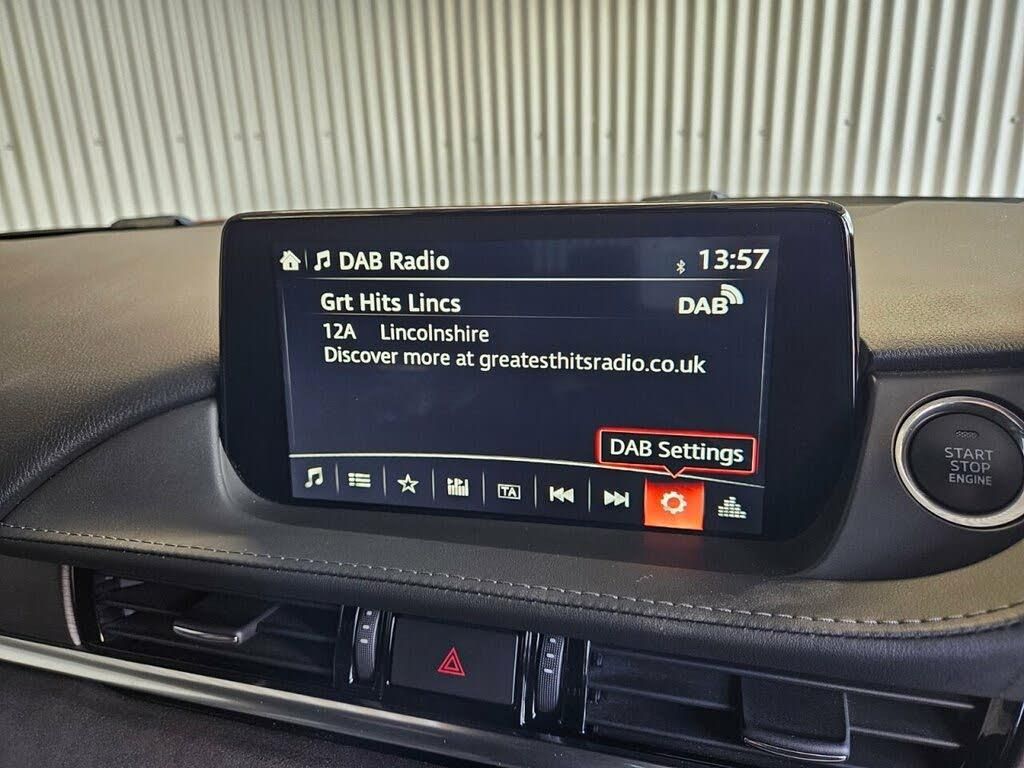 DAB Radio
13:57
Grt Hits Lincs
DAB
12A Lincolnshire
Discover more at greatesthitsradio.co.uk
DAB Settings
TA
START
STOP
ENGINE